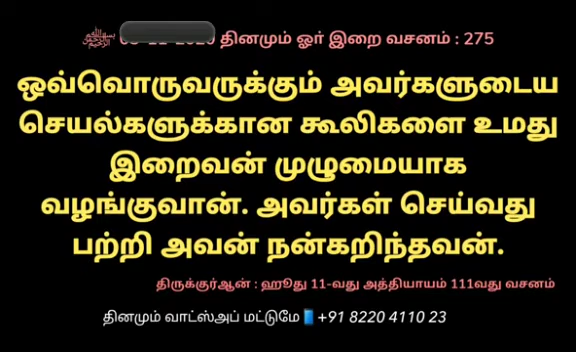 தினமும் ஓர் இறை வசனம் : 275
ஒவ்வொருவருக்கும் அவர்களுடைய
செயல்களுக்கான கூலிகளை உமது
இறைவன் முழுமையாக
வழங்குவான். அவர்கள் செய்வது
பற்றி அவன் நன்கறிந்தவன்.
திருக்குர்ஆன் : ஹூது 11-வது அத்தியாயம் 111வது வசனம்
தினமும் வாட்ஸ்அப் மட்டுமே📱+91 8220 4110 23